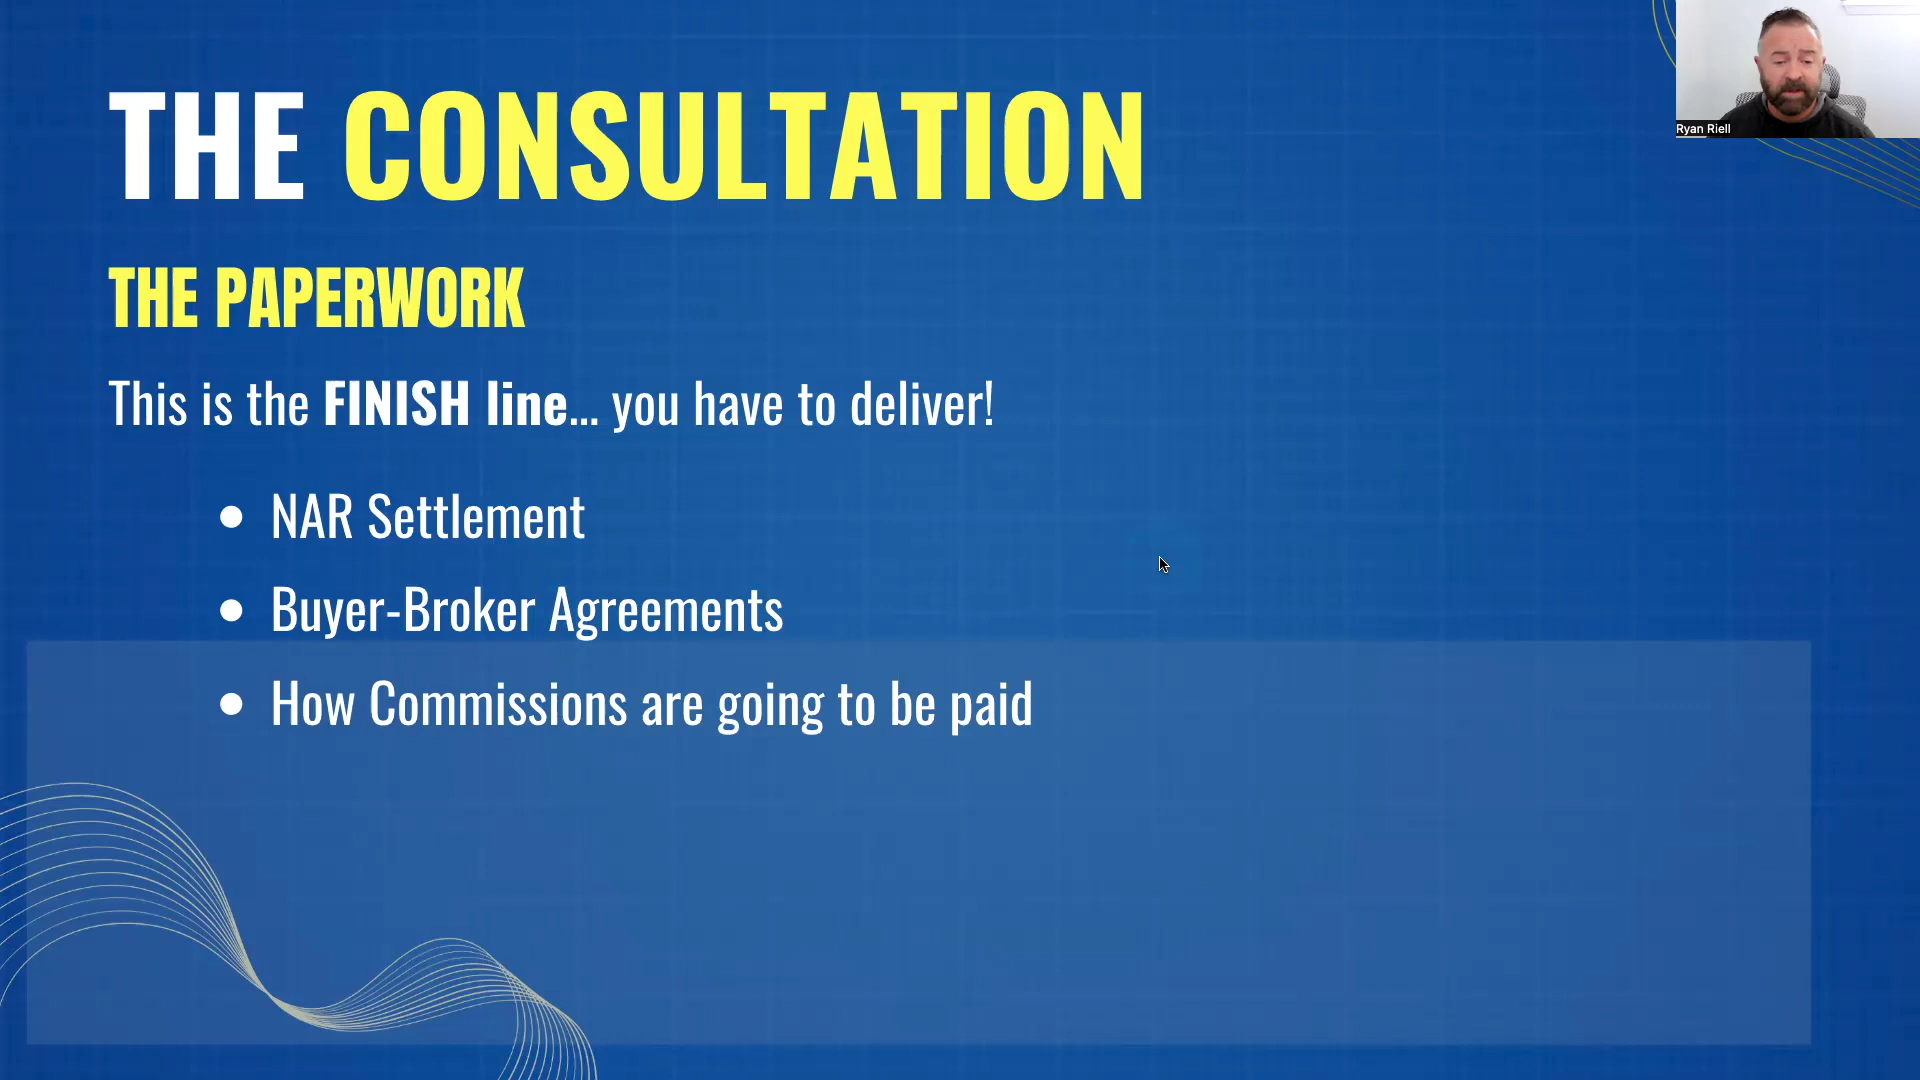 THE CONSULTATION
THE PAPERWORK
This is the FINISH line... you have to deliver!
• NAR Settlement
• Buyer-Broker Agreements
• How Commissions are going to be paid
Ryan Riell